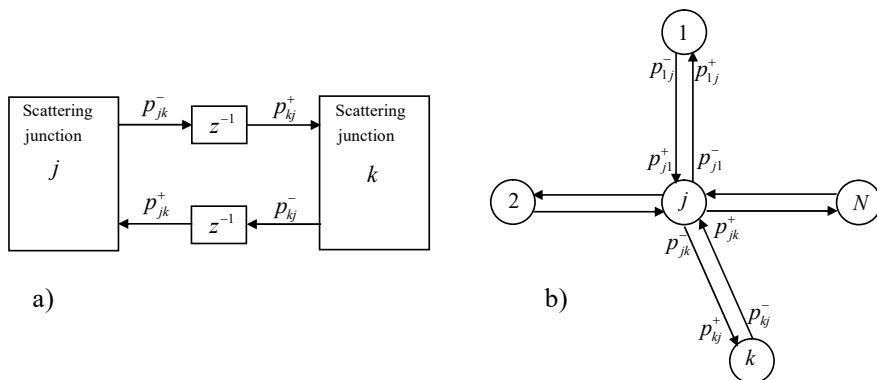 Scattering
junction
j
p_{jk}^-
z^{-1}
p_{kj}^+
Scattering
junction
k
p_{jk}^+
z^{-1}
p_{kj}^-
a)
1
p_{1j}^-
p_{1j}^+
p_{j1}^+
p_{j1}^-
2
j
N
p_{jk}^-
p_{jk}^+
p_{kj}^+
p_{kj}^-
k
b)